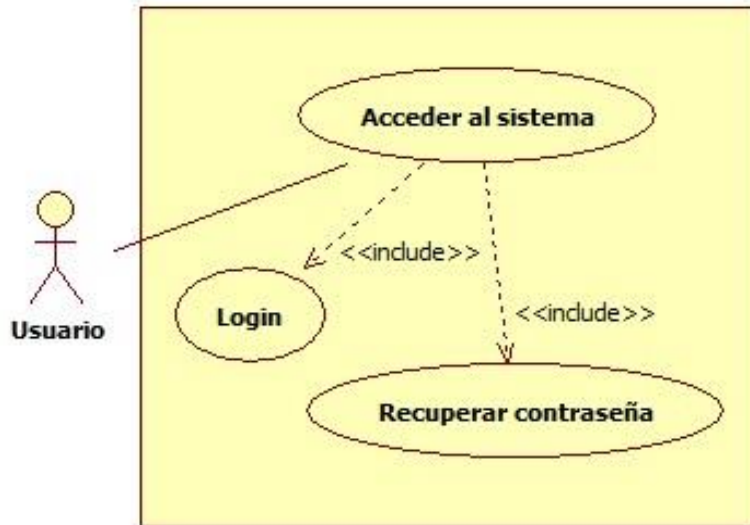 Acceder al sistema
<<include>>
Login
Usuario
<<include>>
Recuperar contraseña